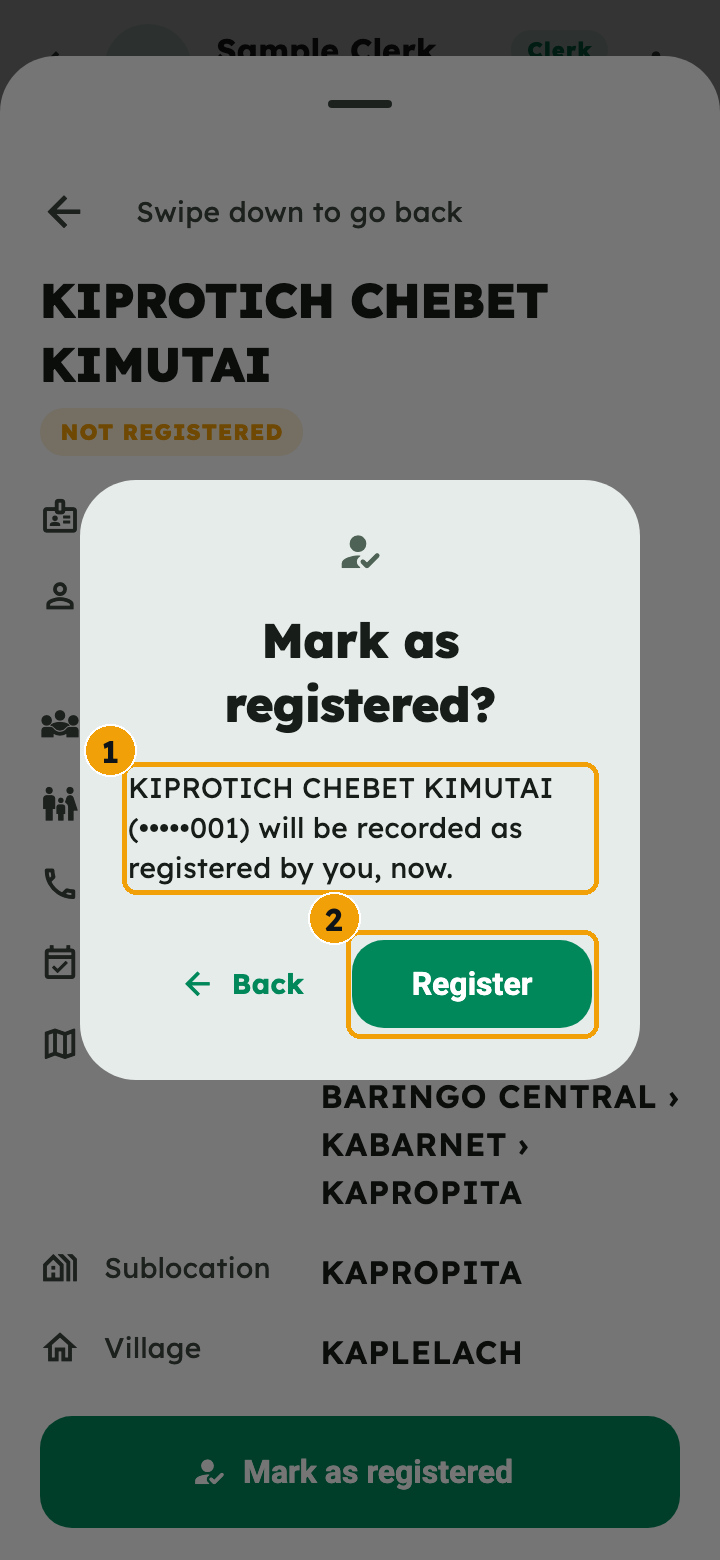 Sample Clerk
Clerk
Swipe down to go back
KIPROTICH CHEBET
KIMUTAI
NOT REGISTERED
Mark as
registered?
1
KIPROTICH CHEBET KIMUTAI
(•••••001) will be recorded as
registered by you, now.
2
Back
Register
BARINGO CENTRAL ›
KABARNET ›
KAPROPITA
Sublocation
KAPROPITA
Village
KAPLELACH
Mark as registered